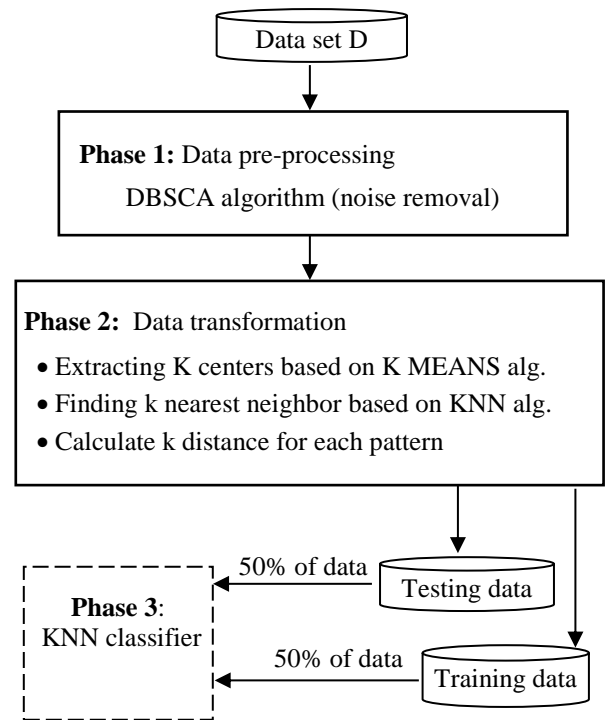 Data set D
Phase 1: Data pre-processing
DBSCA algorithm (noise removal)
Phase 2: Data transformation
• Extracting K centers based on K MEANS alg.
• Finding k nearest neighbor based on KNN alg.
• Calculate k distance for each pattern
50% of data
Testing data
Phase 3:
KNN classifier
50% of data
Training data